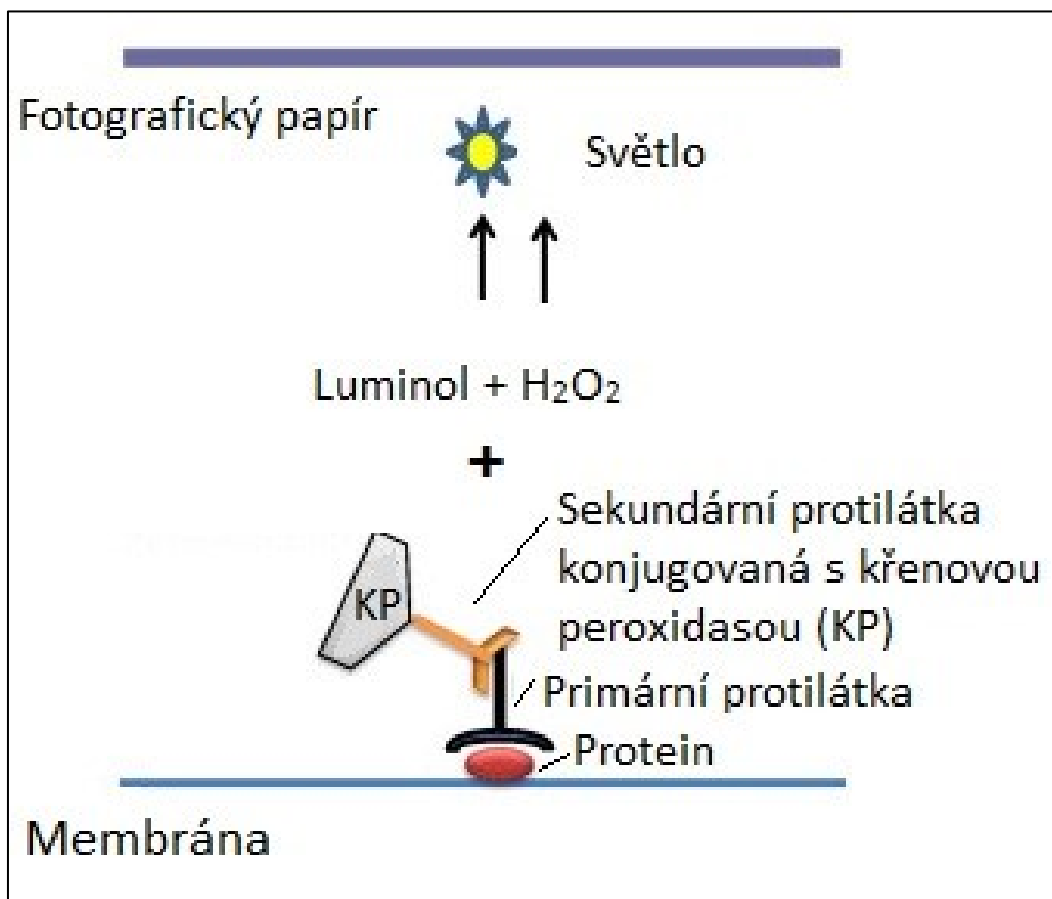 Fotografický papír
Světlo
Luminol + H₂O₂
+
Sekundární protilátka
konjugovaná s křenovou
peroxidasou (KP)
KP
Primární protilátka
Protein
Membrána